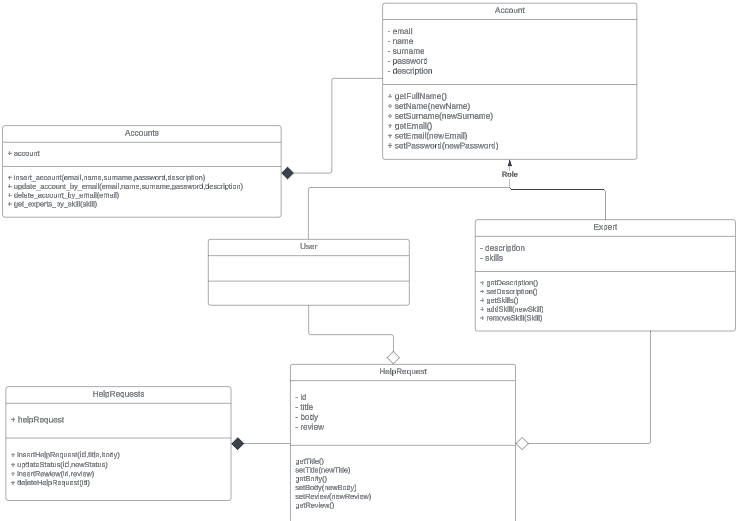 Account
- email
- name
- surname
- password
- description
+ getFullName()
+ setName(newName)
+ setSurname(newSurname)
+ getEmail()
+ setEmail(newEmail)
+ setPassword(newPassword)
Accounts
+ account
+ insert_account(email,name,surname,password,description)
+ update_account_by_email(email,name,surname,password,description)
+ delete_account_by_email(email)
+ get_experts_by_skill(skill)
Role
User
Expert
- description
- skills
+ getDescription()
+ setDescription()
+ getSkills()
+ addSkill(newSkill)
+ removeSkill(Skill)
HelpRequest
- id
- title
- body
- review
getTitle()
setTitle(newTitle)
getBody()
setBody(newBody)
setReview(newReview)
getReview()
HelpRequests
+ helpRequest
+ insertHelpRequest(id,title,body)
+ updateStatus(id,newStatus)
+ insertReview(id,review)
+ deleteHelpRequest(id)